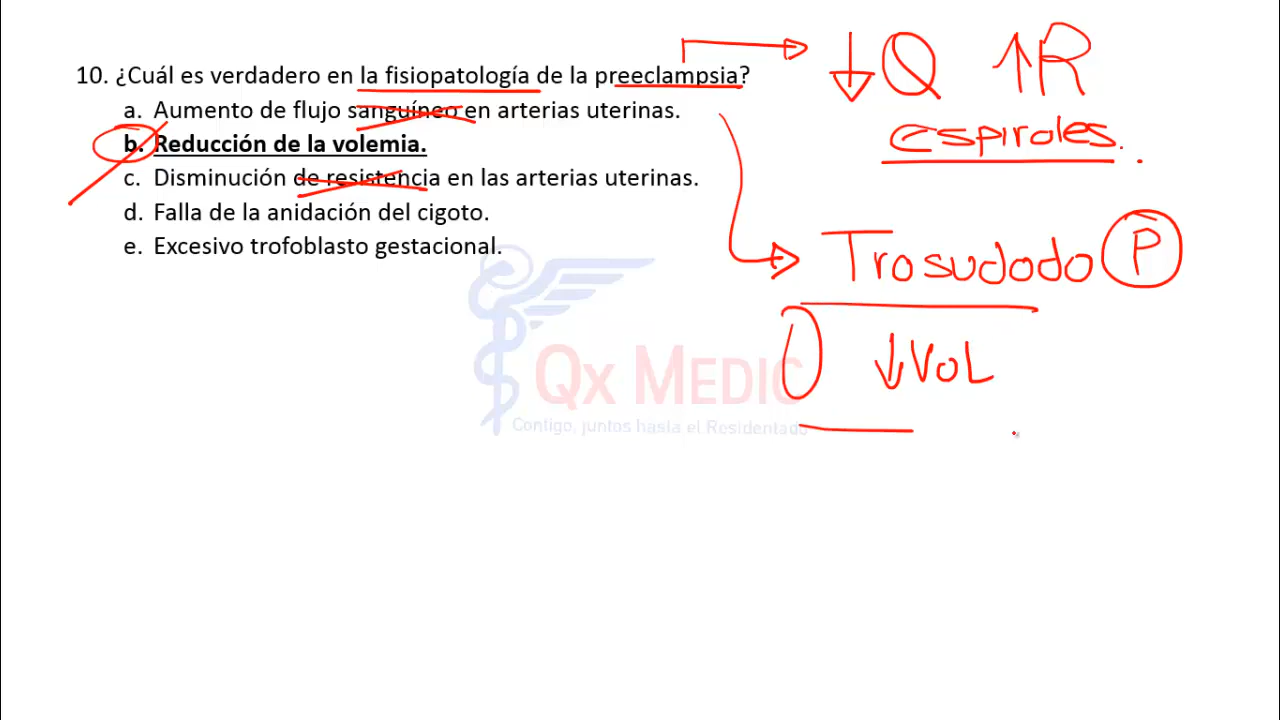 10. ¿Cuál es verdadero en la fisiopatología de la preeclampsia?
a. Aumento de flujo sanguíneo en arterias uterinas.
b. Reducción de la volemia.
c. Disminución de resistencia en las arterias uterinas.
d. Falla de la anidación del cigoto.
e. Excesivo trofoblasto gestacional.
↓Q ↑R
espirales.
Trasudado P
↓VOL
Qx MEDIC
Contigo, juntos hasta el Residentado